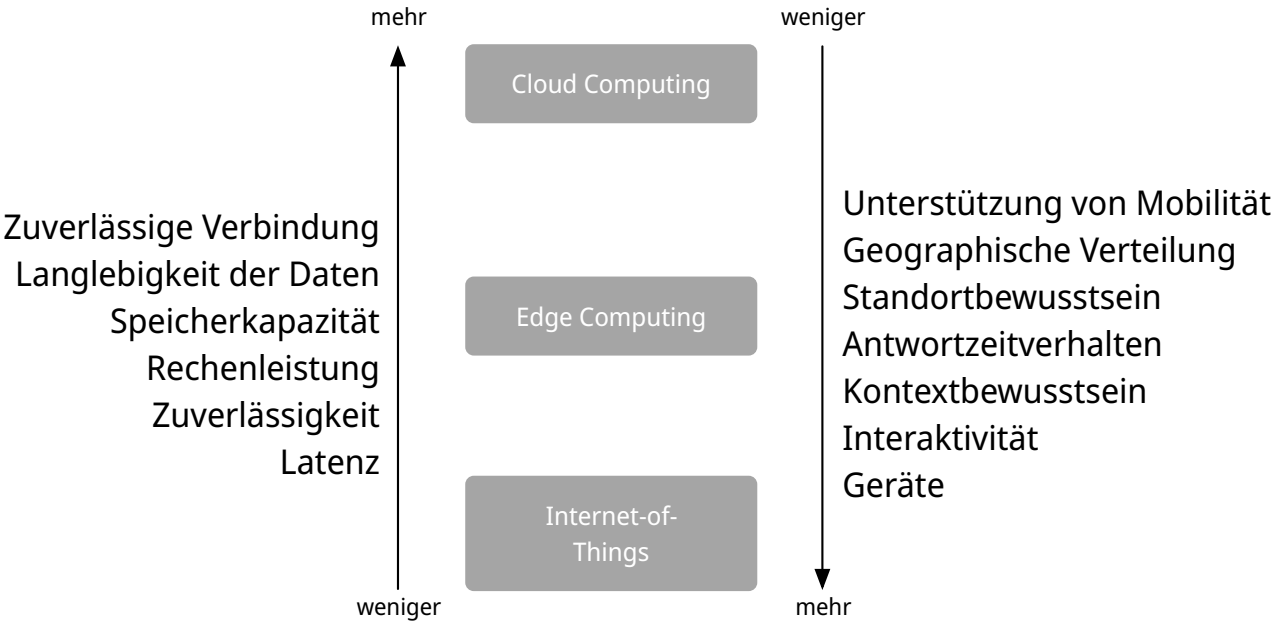 mehr
weniger
Cloud Computing
Zuverlässige Verbindung
Langlebigkeit der Daten
Speicherkapazität
Rechenleistung
Zuverlässigkeit
Latenz
Edge Computing
Unterstützung von Mobilität
Geographische Verteilung
Standortbewusstsein
Antwortzeitverhalten
Kontextbewusstsein
Interaktivität
Geräte
Internet-of-
Things
weniger
mehr